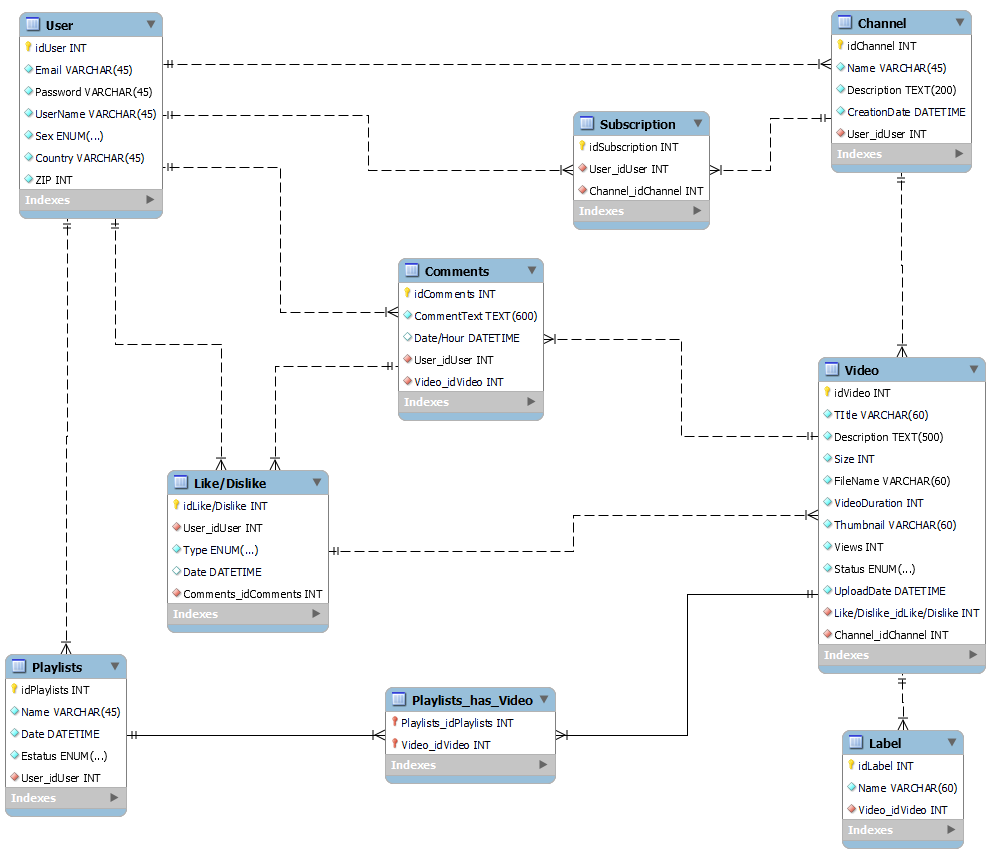 User
idUser INT
Email VARCHAR(45)
Password VARCHAR(45)
UserName VARCHAR(45)
Sex ENUM(...)
Country VARCHAR(45)
ZIP INT
Indexes
Channel
idChannel INT
Name VARCHAR(45)
Description TEXT(200)
CreationDate DATETIME
User_idUser INT
Indexes
Subscription
idSubscription INT
User_idUser INT
Channel_idChannel INT
Indexes
Comments
idComments INT
CommentText TEXT(600)
Date/Hour DATETIME
User_idUser INT
Video_idVideo INT
Indexes
Video
idVideo INT
TItle VARCHAR(60)
Description TEXT(500)
Size INT
FileName VARCHAR(60)
VideoDuration INT
Thumbnail VARCHAR(60)
Views INT
Status ENUM(...)
UploadDate DATETIME
Like/Dislike_idLike/Dislike INT
Channel_idChannel INT
Indexes
Like/Dislike
idLike/Dislike INT
User_idUser INT
Type ENUM(...)
Date DATETIME
Comments_idComments INT
Indexes
Playlists
idPlaylists INT
Name VARCHAR(45)
Date DATETIME
Estatus ENUM(...)
User_idUser INT
Indexes
Playlists_has_Video
Playlists_idPlaylists INT
Video_idVideo INT
Indexes
Label
idLabel INT
Name VARCHAR(60)
Video_idVideo INT
Indexes